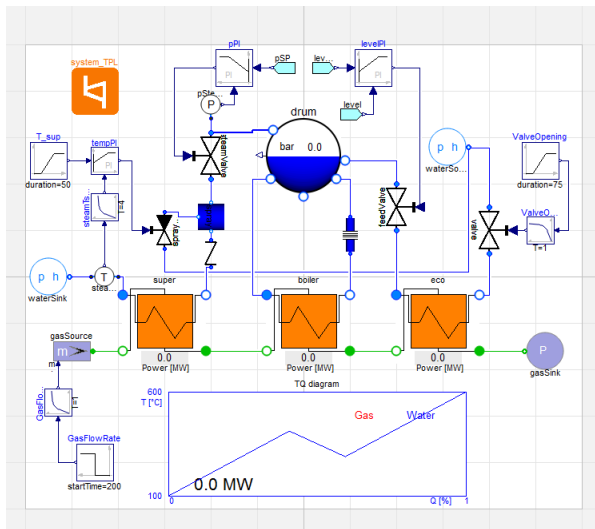 pPI
pSP
lev...
levelPI
PI
PI
system_TPL
pSte...
P
level
drum
bar 0.0
T_sup
tempPI
PI
duration=50
steamTs...
T=4
steamValve
spray...
feedValve
p h
waterSo...
valve
ValveOpening
duration=75
ValveO...
T=1
p h
waterSink
T
stea...
super
boiler
eco
gasSource
m
m...
0.0
Power [MW]
0.0
Power [MW]
0.0
Power [MW]
P
gasSink
GasFlo...
T=1
GasFlowRate
startTime=200
TQ diagram
600
T [°C]
Gas
Water
0.0 MW
100
0
Q [%]
1